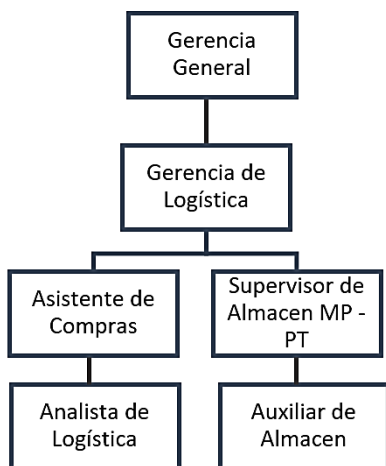 Gerencia
General
Gerencia de
Logística
Asistente de
Compras
Supervisor de
Almacen MP -
PT
Analista de
Logística
Auxiliar de
Almacen